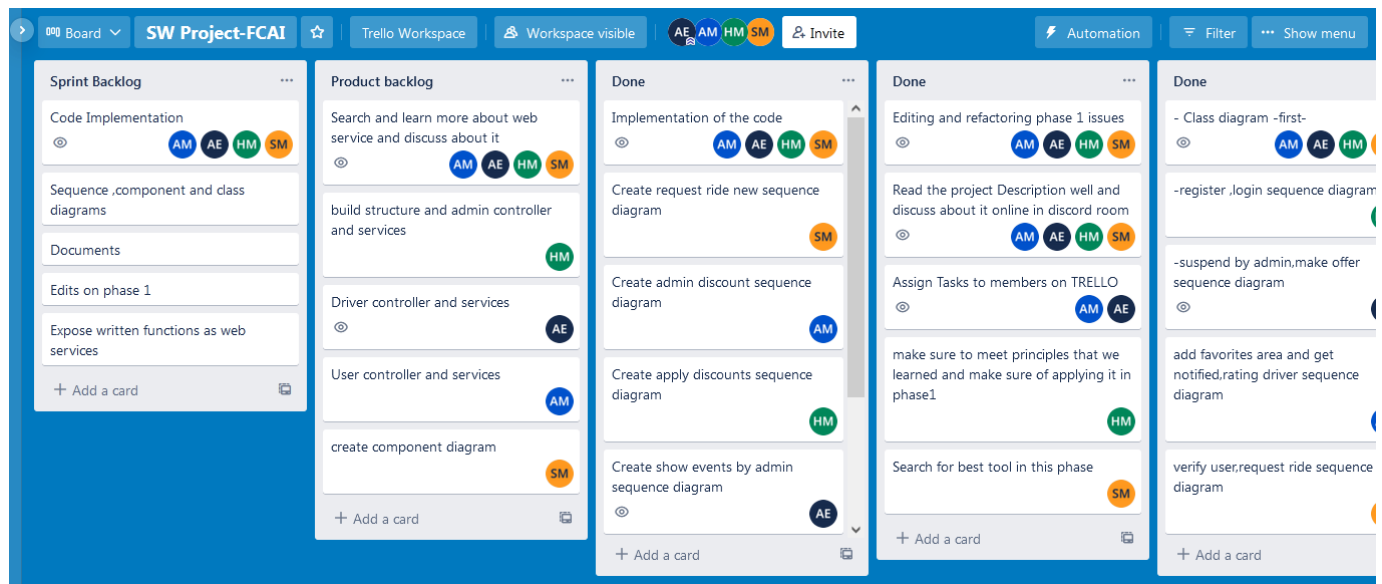 Board
SW Project-FCAI
Trello Workspace
Workspace visible
AE AM HM SM
Invite
Automation
Filter
Show menu
Sprint Backlog
Code Implementation
AM AE HM SM
Sequence ,component and class
diagrams
Documents
Edits on phase 1
Expose written functions as web
services
+ Add a card
Product backlog
Search and learn more about web
service and discuss about it
AM AE HM SM
build structure and admin controller
and services
HM
Driver controller and services
AE
User controller and services
AM
create component diagram
SM
+ Add a card
Done
Implementation of the code
AM AE HM SM
Create request ride new sequence
diagram
SM
Create admin discount sequence
diagram
AM
Create apply discounts sequence
diagram
HM
Create show events by admin
sequence diagram
AE
+ Add a card
Done
Editing and refactoring phase 1 issues
AM AE HM SM
Read the project Description well and
discuss about it online in discord room
AM AE HM SM
Assign Tasks to members on TRELLO
AM AE
make sure to meet principles that we
learned and make sure of applying it in
phase1
HM
Search for best tool in this phase
SM
+ Add a card
Done
- Class diagram -first-
AM AE HM
-register ,login sequence diagram
-suspend by admin,make offer
sequence diagram
add favorites area and get
notified,rating driver sequence
diagram
verify user,request ride sequence
diagram
+ Add a card